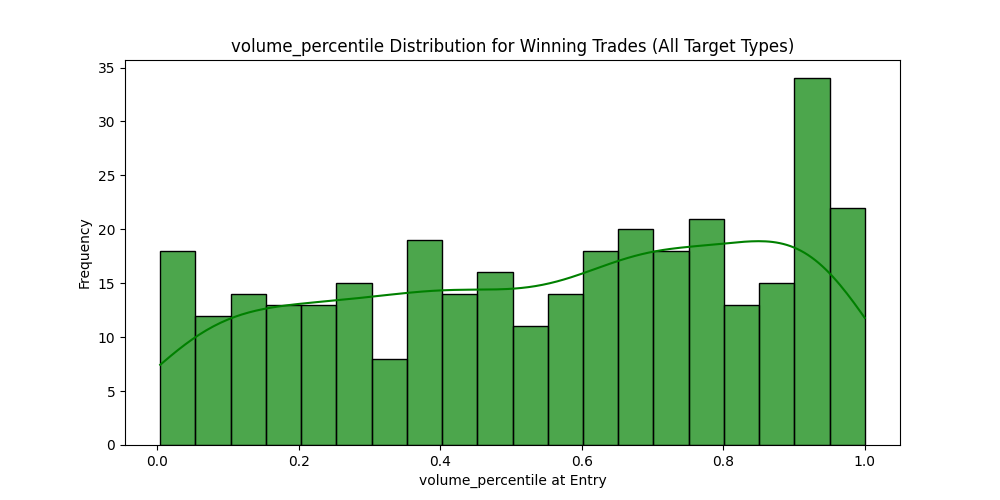 volume_percentile Distribution for Winning Trades (All Target Types)
35
30
25
20
15
10
5
0
Frequency
0.0 0.2 0.4 0.6 0.8 1.0
volume_percentile at Entry